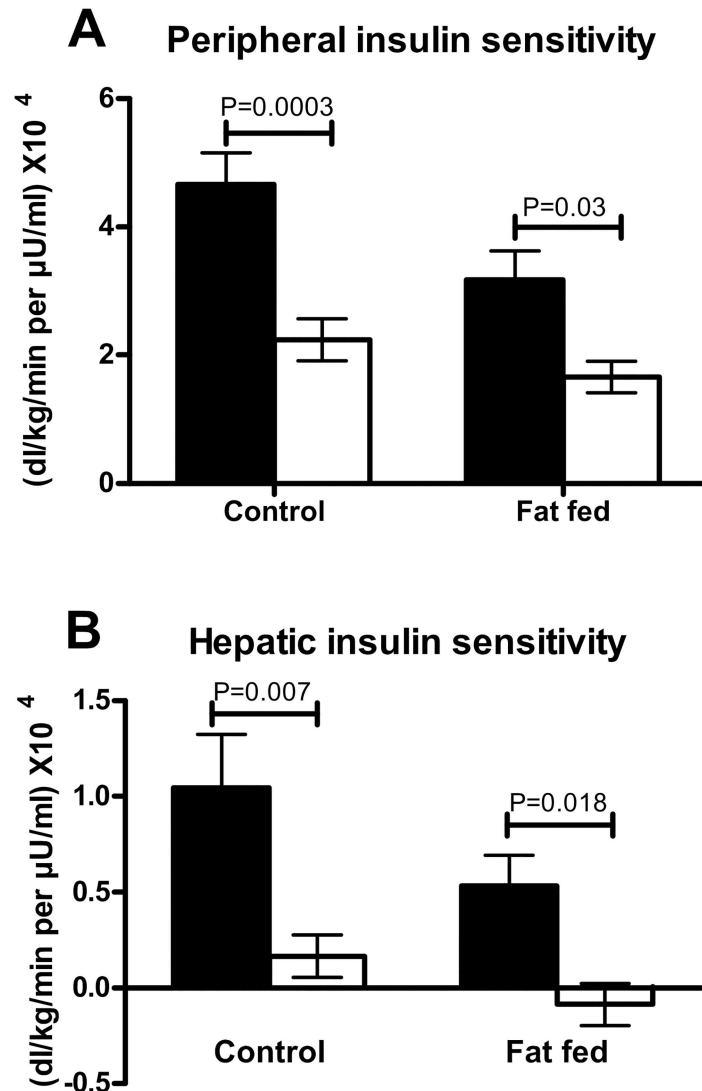 A Peripheral insulin sensitivity
(dl/kg/min per µU/ml) X10 4
6
4
2
0
P=0.0003
P=0.03
Control
Fat fed
B Hepatic insulin sensitivity
(dl/kg/min per µU/ml) X10 4
1.5
1.0
0.5
0.0
-0.5
P=0.007
P=0.018
Control
Fat fed